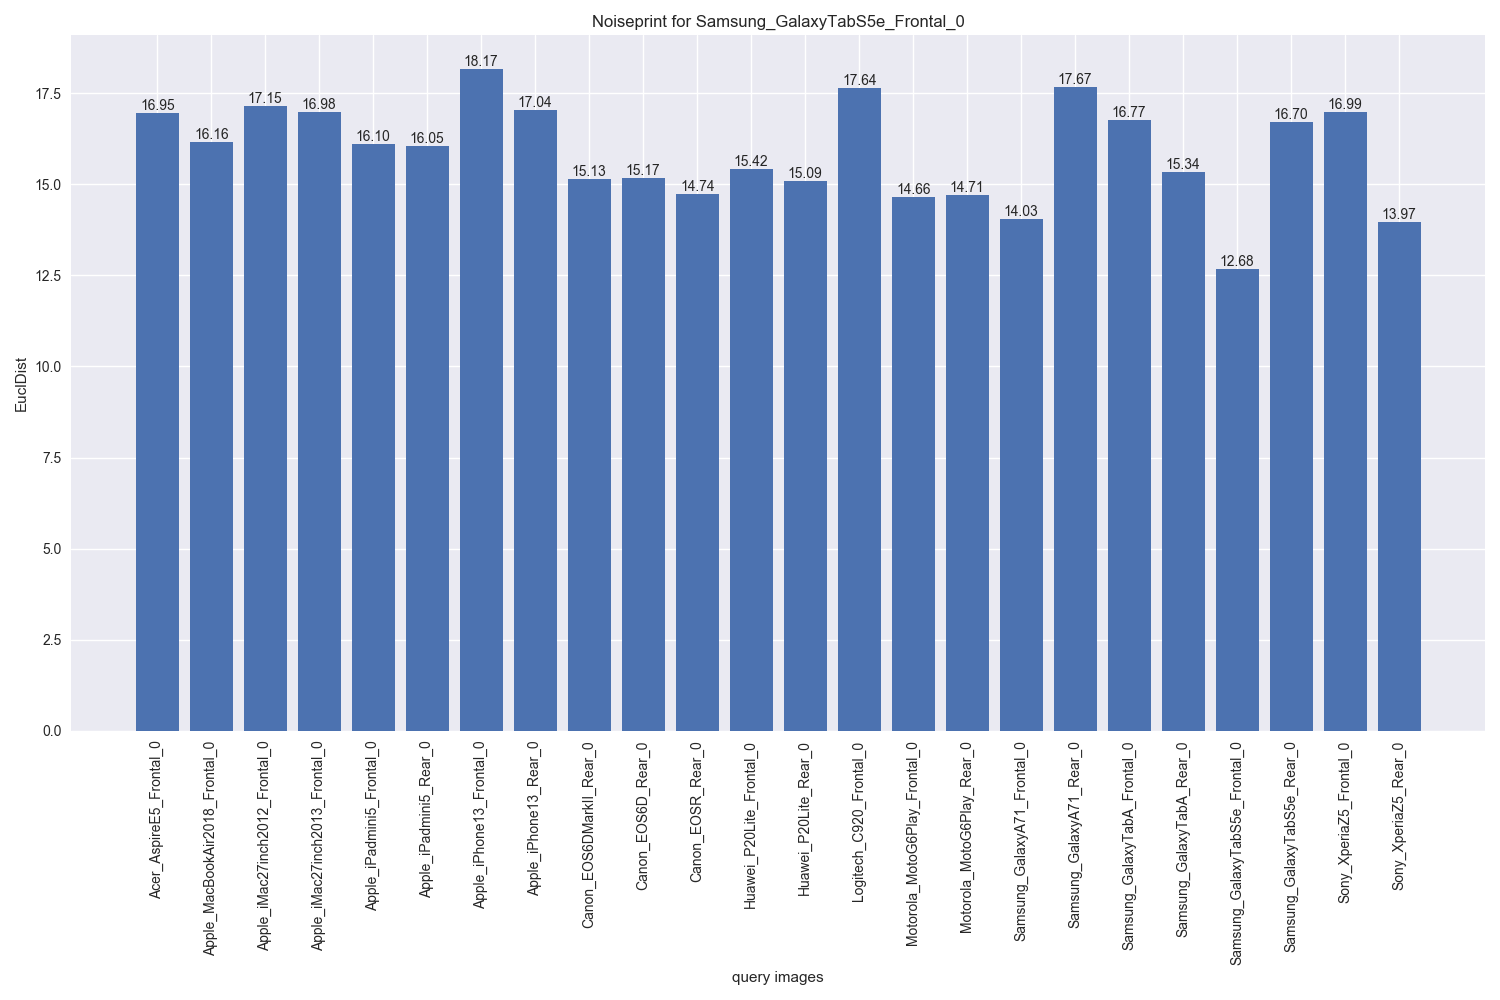 Noiseprint for Samsung_GalaxyTabS5e_Frontal_0
EuclDist
17.5
15.0
12.5
10.0
7.5
5.0
2.5
0.0
16.95
16.16
17.15
16.98
16.10
16.05
18.17
17.04
15.13
15.17
14.74
15.42
15.09
17.64
14.66
14.71
14.03
17.67
16.77
15.34
12.68
16.70
16.99
13.97
Acer_AspireE5_Frontal_0
Apple_MacBookAir2018_Frontal_0
Apple_iMac27inch2012_Frontal_0
Apple_iMac27inch2013_Frontal_0
Apple_iPadmini5_Frontal_0
Apple_iPadmini5_Rear_0
Apple_iPhone13_Frontal_0
Apple_iPhone13_Rear_0
Canon_EOS6DMarkII_Rear_0
Canon_EOS6D_Rear_0
Canon_EOSR_Rear_0
Huawei_P20Lite_Frontal_0
Huawei_P20Lite_Rear_0
Logitech_C920_Frontal_0
Motorola_MotoG6Play_Frontal_0
Motorola_MotoG6Play_Rear_0
Samsung_GalaxyA71_Frontal_0
Samsung_GalaxyA71_Rear_0
Samsung_GalaxyTabA_Frontal_0
Samsung_GalaxyTabA_Rear_0
Samsung_GalaxyTabS5e_Frontal_0
Samsung_GalaxyTabS5e_Rear_0
Sony_XperiaZ5_Frontal_0
Sony_XperiaZ5_Rear_0
query images